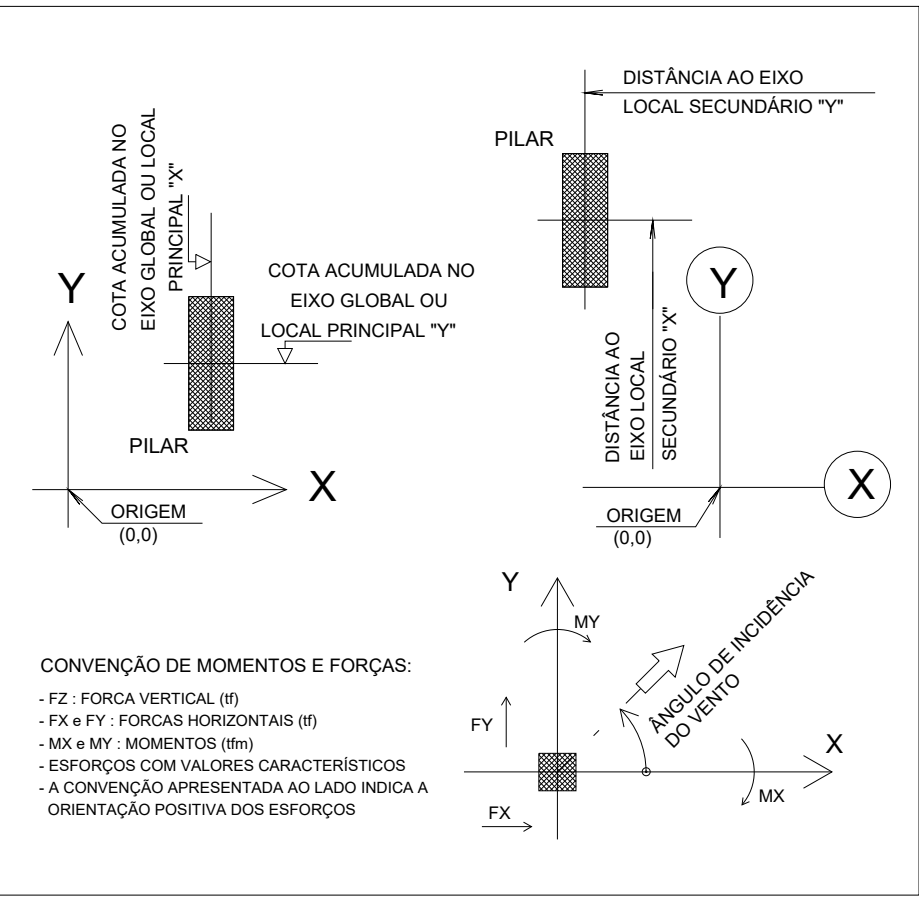 COTA ACUMULADA NO
EIXO GLOBAL OU LOCAL
PRINCIPAL "X"
COTA ACUMULADA NO
EIXO GLOBAL OU
LOCAL PRINCIPAL "Y"
Y
PILAR
X
ORIGEM
(0,0)
DISTÂNCIA AO EIXO
LOCAL SECUNDÁRIO "Y"
PILAR
DISTÂNCIA AO
EIXO LOCAL
SECUNDÁRIO "X"
Y
X
ORIGEM
(0,0)
CONVENÇÃO DE MOMENTOS E FORÇAS:
- FZ : FORCA VERTICAL (tf)
- FX e FY : FORCAS HORIZONTAIS (tf)
- MX e MY : MOMENTOS (tfm)
- ESFORÇOS COM VALORES CARACTERÍSTICOS
- A CONVENÇÃO APRESENTADA AO LADO INDICA A
ORIENTAÇÃO POSITIVA DOS ESFORÇOS
Y
MY
ÂNGULO DE INCIDÊNCIA
DO VENTO
FY
X
MX
FX